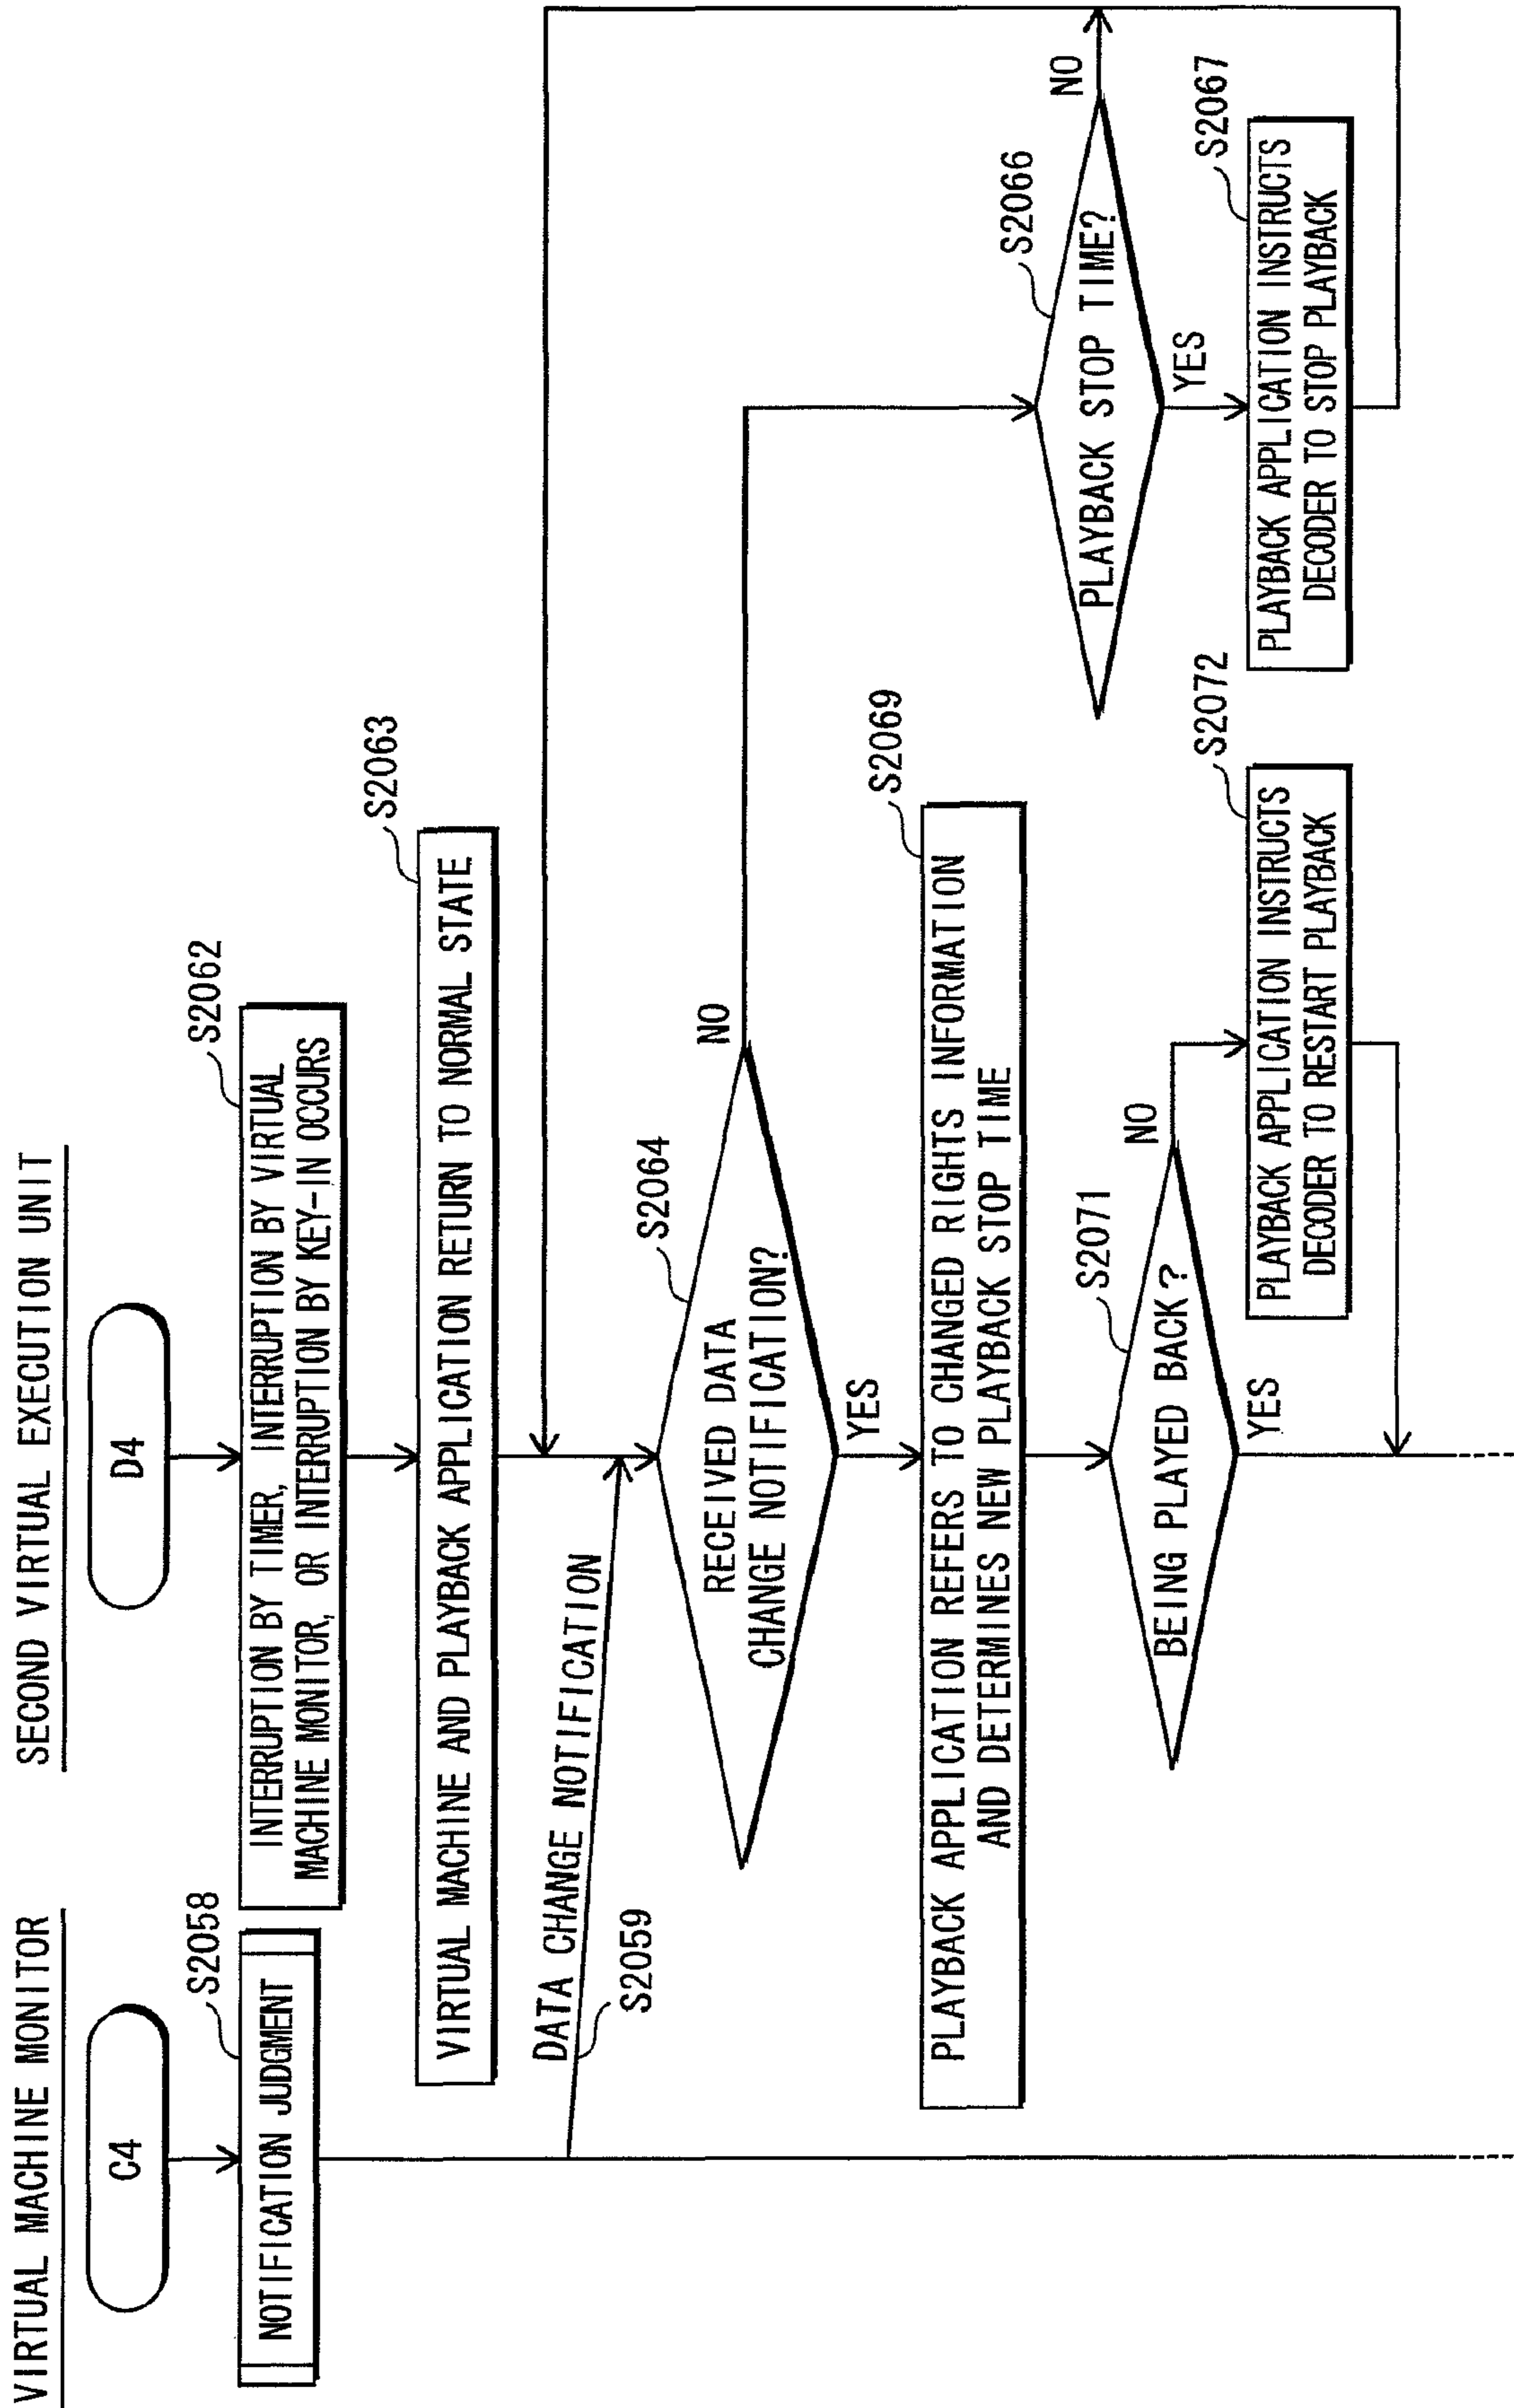 VIRTUAL MACHINE MONITOR
SECOND VIRTUAL EXECUTION UNIT
C4
D4
S2058
NOTIFICATION JUDGMENT
S2062
INTERRUPTION BY TIMER, INTERRUPTION BY VIRTUAL
MACHINE MONITOR, OR INTERRUPTION BY KEY-IN OCCURS
S2063
VIRTUAL MACHINE AND PLAYBACK APPLICATION RETURN TO NORMAL STATE
DATA CHANGE NOTIFICATION
S2059
S2064
RECEIVED DATA
CHANGE NOTIFICATION?
NO
YES
S2069
PLAYBACK APPLICATION REFERS TO CHANGED RIGHTS INFORMATION
AND DETERMINES NEW PLAYBACK STOP TIME
S2066
PLAYBACK STOP TIME?
NO
YES
S2067
PLAYBACK APPLICATION INSTRUCTS
DECODER TO STOP PLAYBACK
S2071
BEING PLAYED BACK?
NO
YES
S2072
PLAYBACK APPLICATION INSTRUCTS
DECODER TO RESTART PLAYBACK